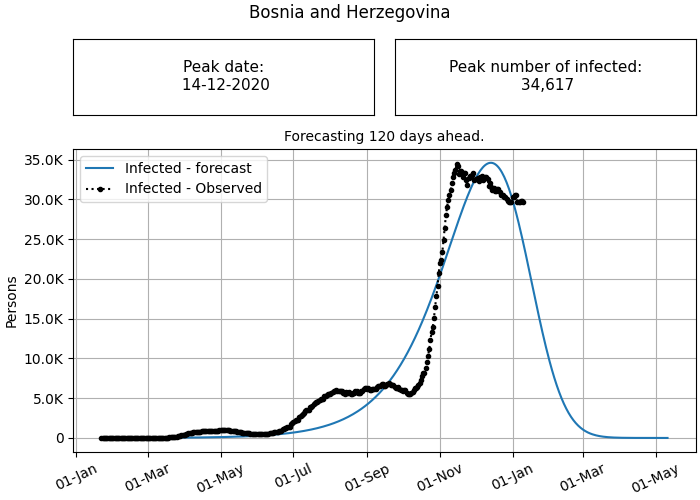 Bosnia and Herzegovina
Peak date:
14-12-2020
Peak number of infected:
34,617
Forecasting 120 days ahead.
Infected - forecast
Infected - Observed
35.0K
30.0K
25.0K
20.0K
15.0K
10.0K
5.0K
0
Persons
01-Jan
01-Mar
01-May
01-Jul
01-Sep
01-Nov
01-Jan
01-Mar
01-May